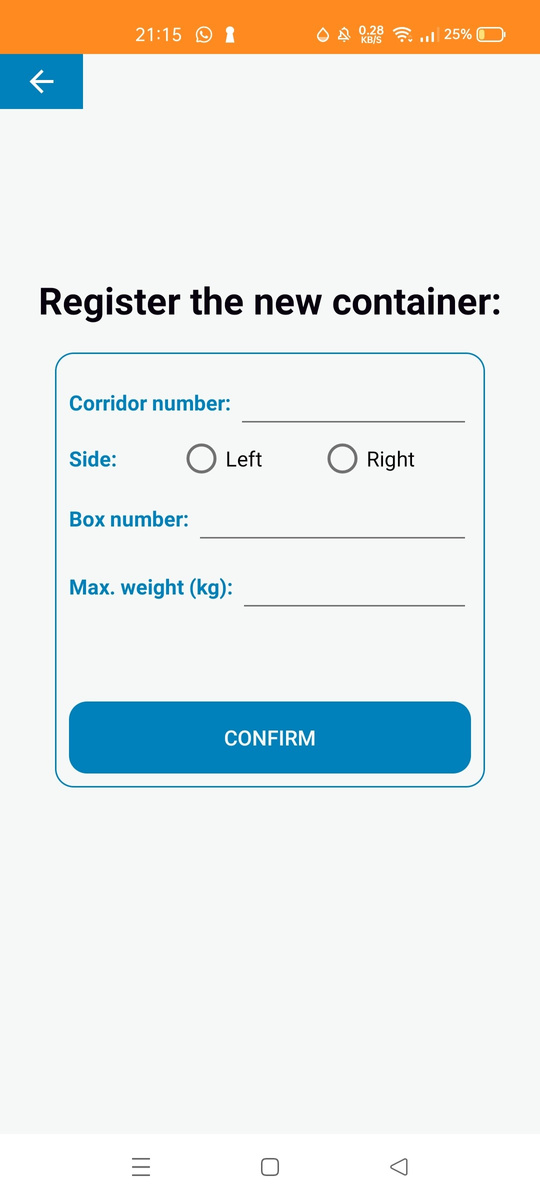 21:15 0.28 KB/S 25%
Register the new container:
Corridor number:
Side: Left Right
Box number:
Max. weight (kg):
CONFIRM